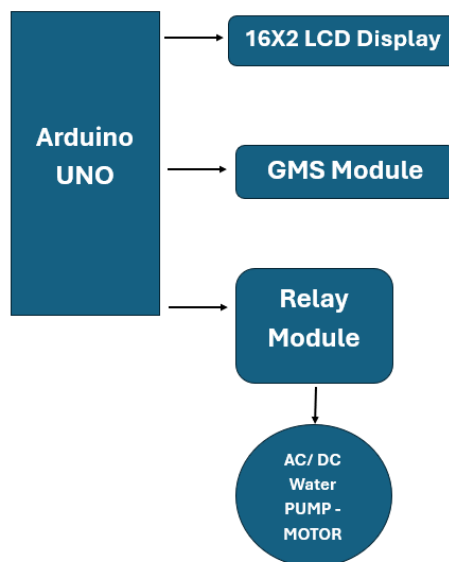 16X2 LCD Display
Arduino
UNO
GMS Module
Relay
Module
AC/ DC
Water
PUMP -
MOTOR